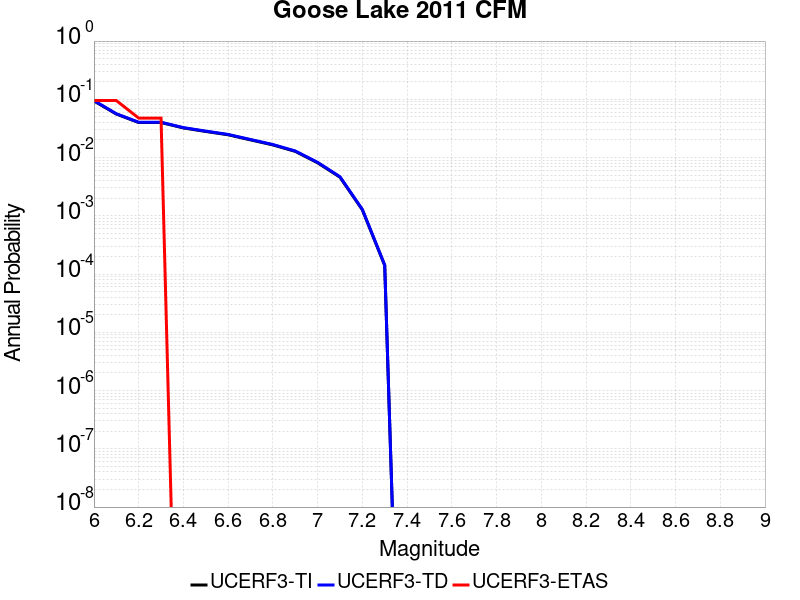 Goose Lake 2011 CFM
10^0
10^-1
10^-2
10^-3
10^-4
10^-5
10^-6
10^-7
10^-8
Annual Probability
6 6.2 6.4 6.6 6.8 7 7.2 7.4 7.6 7.8 8 8.2 8.4 8.6 8.8 9
Magnitude
UCERF3-TI UCERF3-TD UCERF3-ETAS